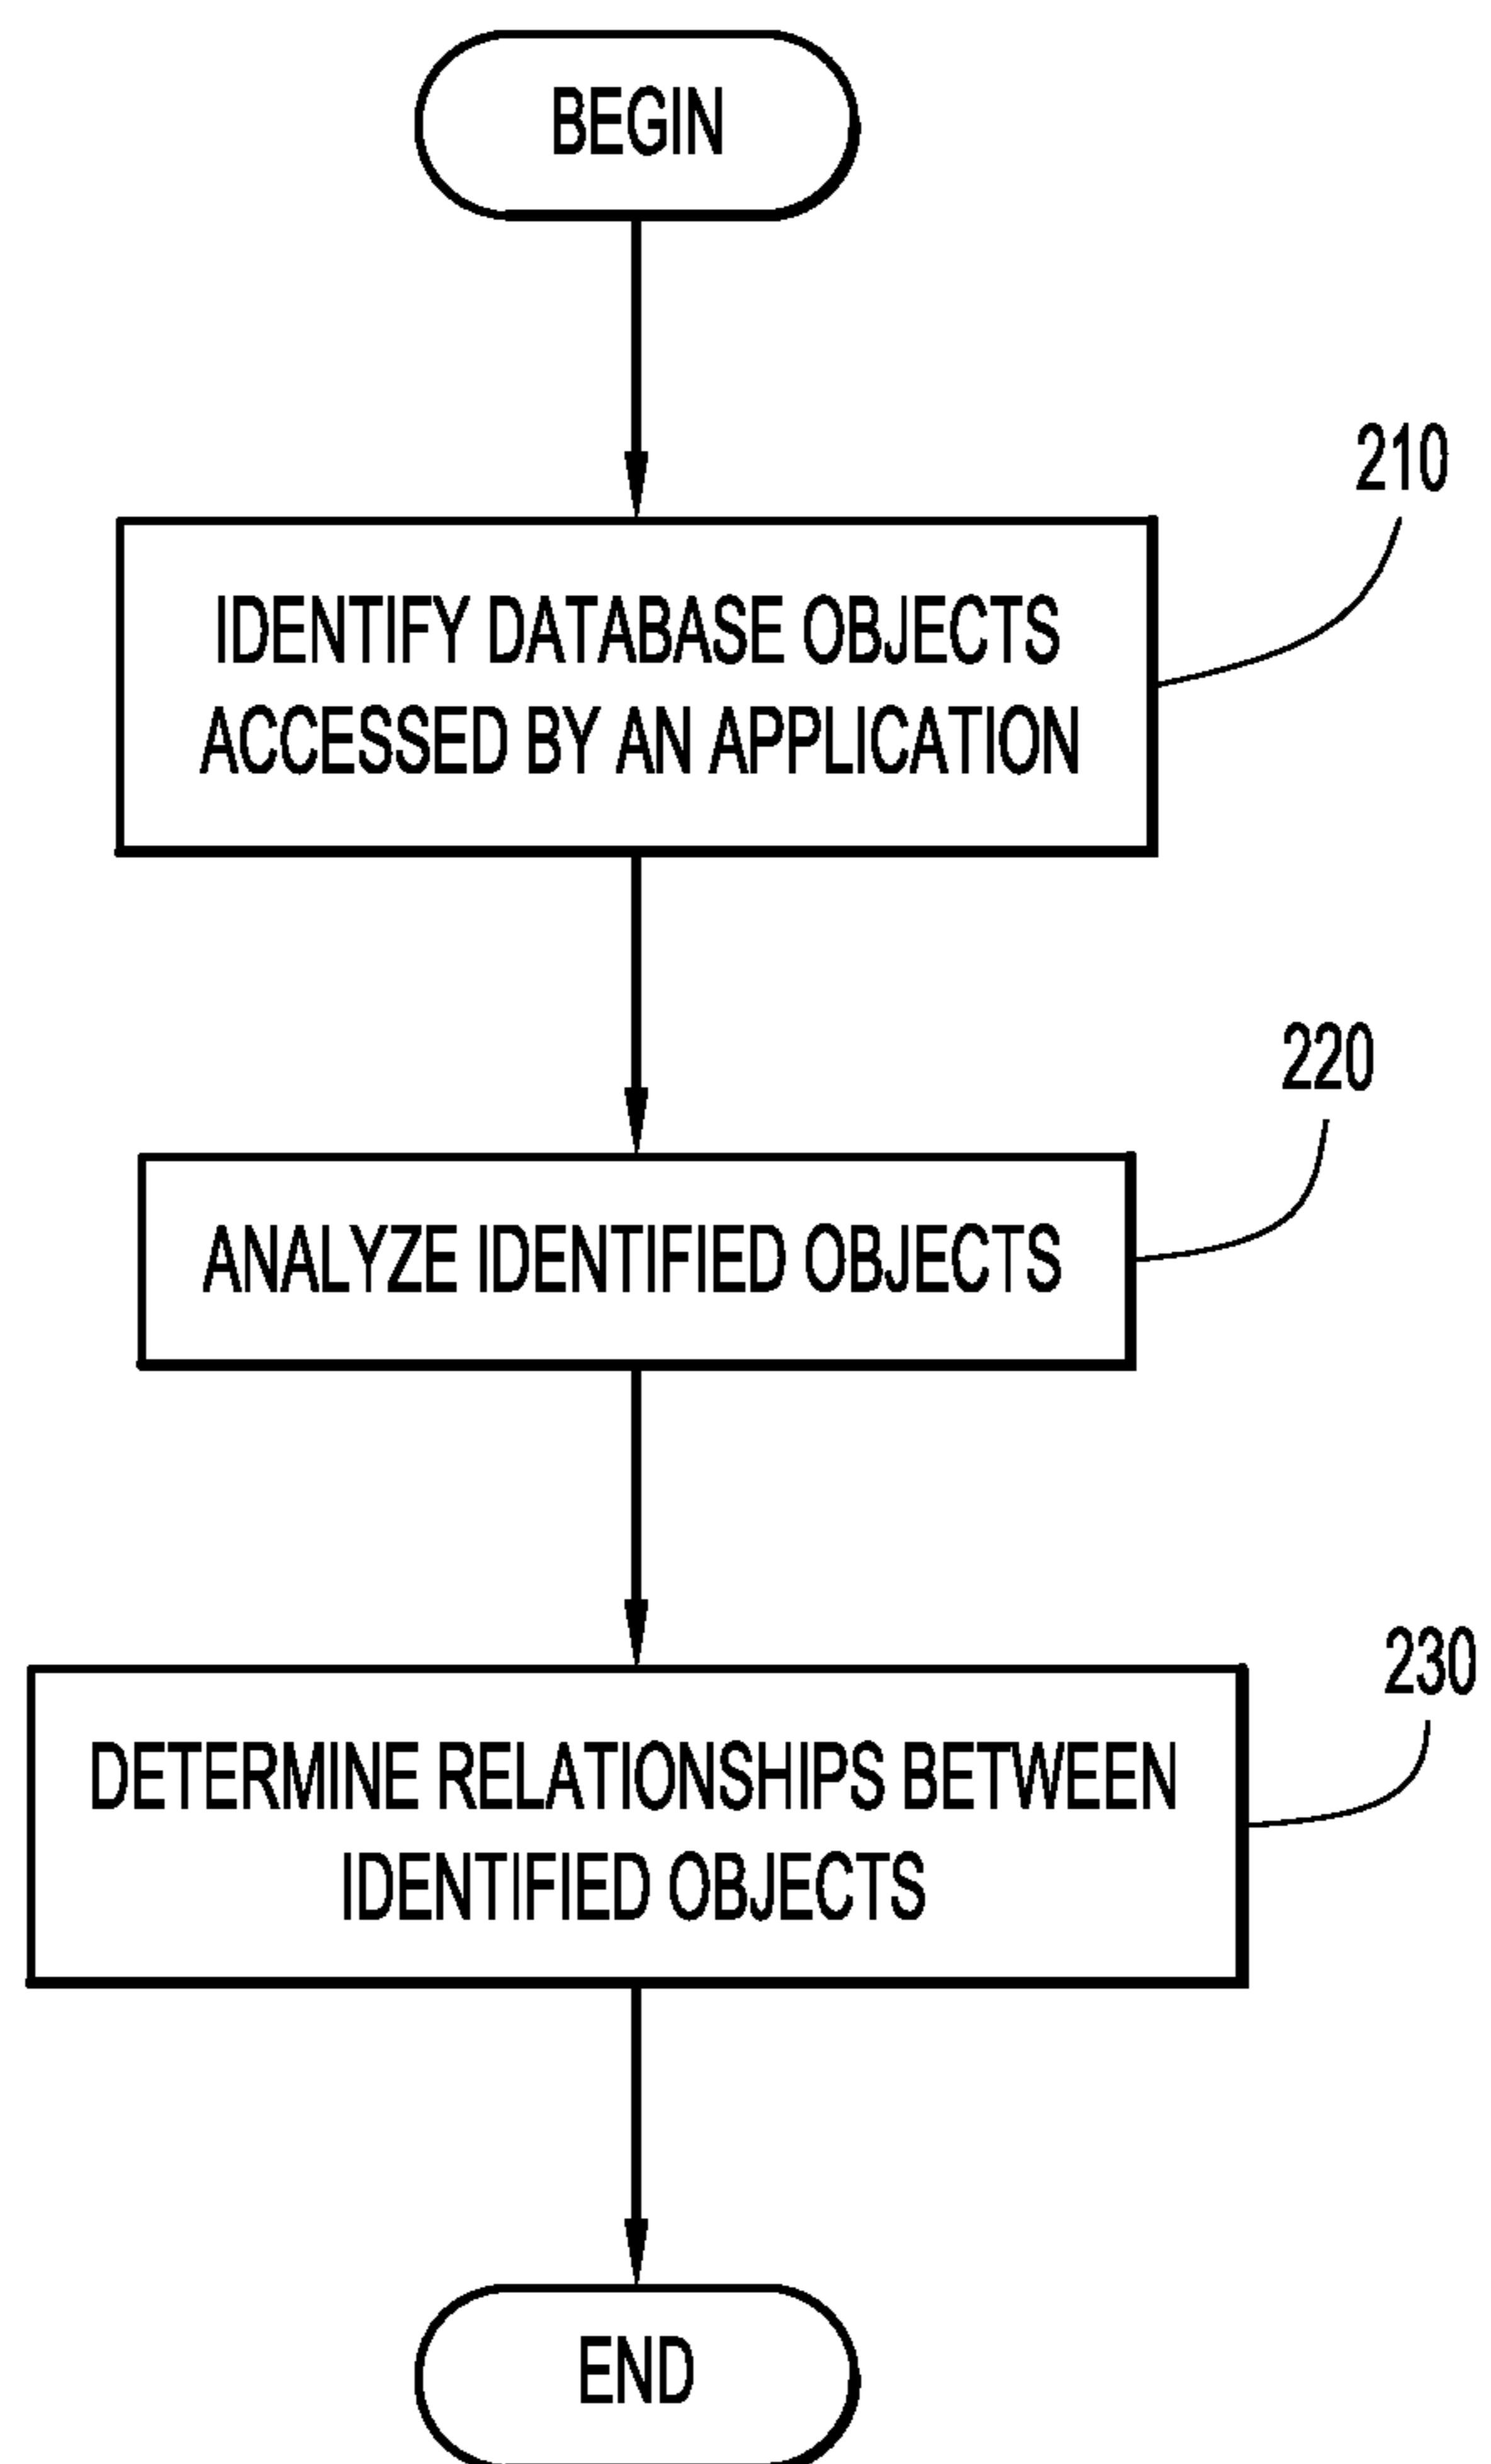 BEGIN
210
IDENTIFY DATABASE OBJECTS
ACCESSED BY AN APPLICATION
220
ANALYZE IDENTIFIED OBJECTS
230
DETERMINE RELATIONSHIPS BETWEEN
IDENTIFIED OBJECTS
END